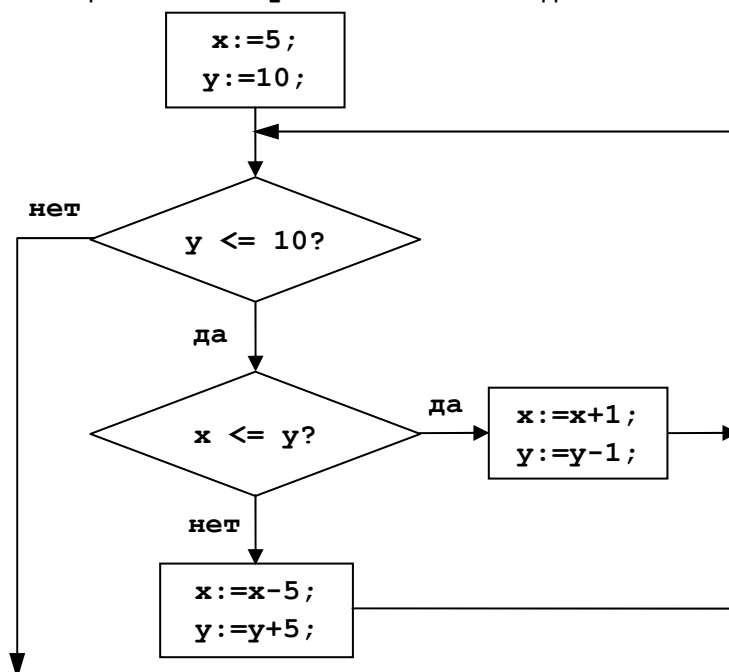 x:=5;
y:=10;
нет
y <= 10?
да
x <= y?
да
x:=x+1;
y:=y-1;
нет
x:=x-5;
y:=y+5;